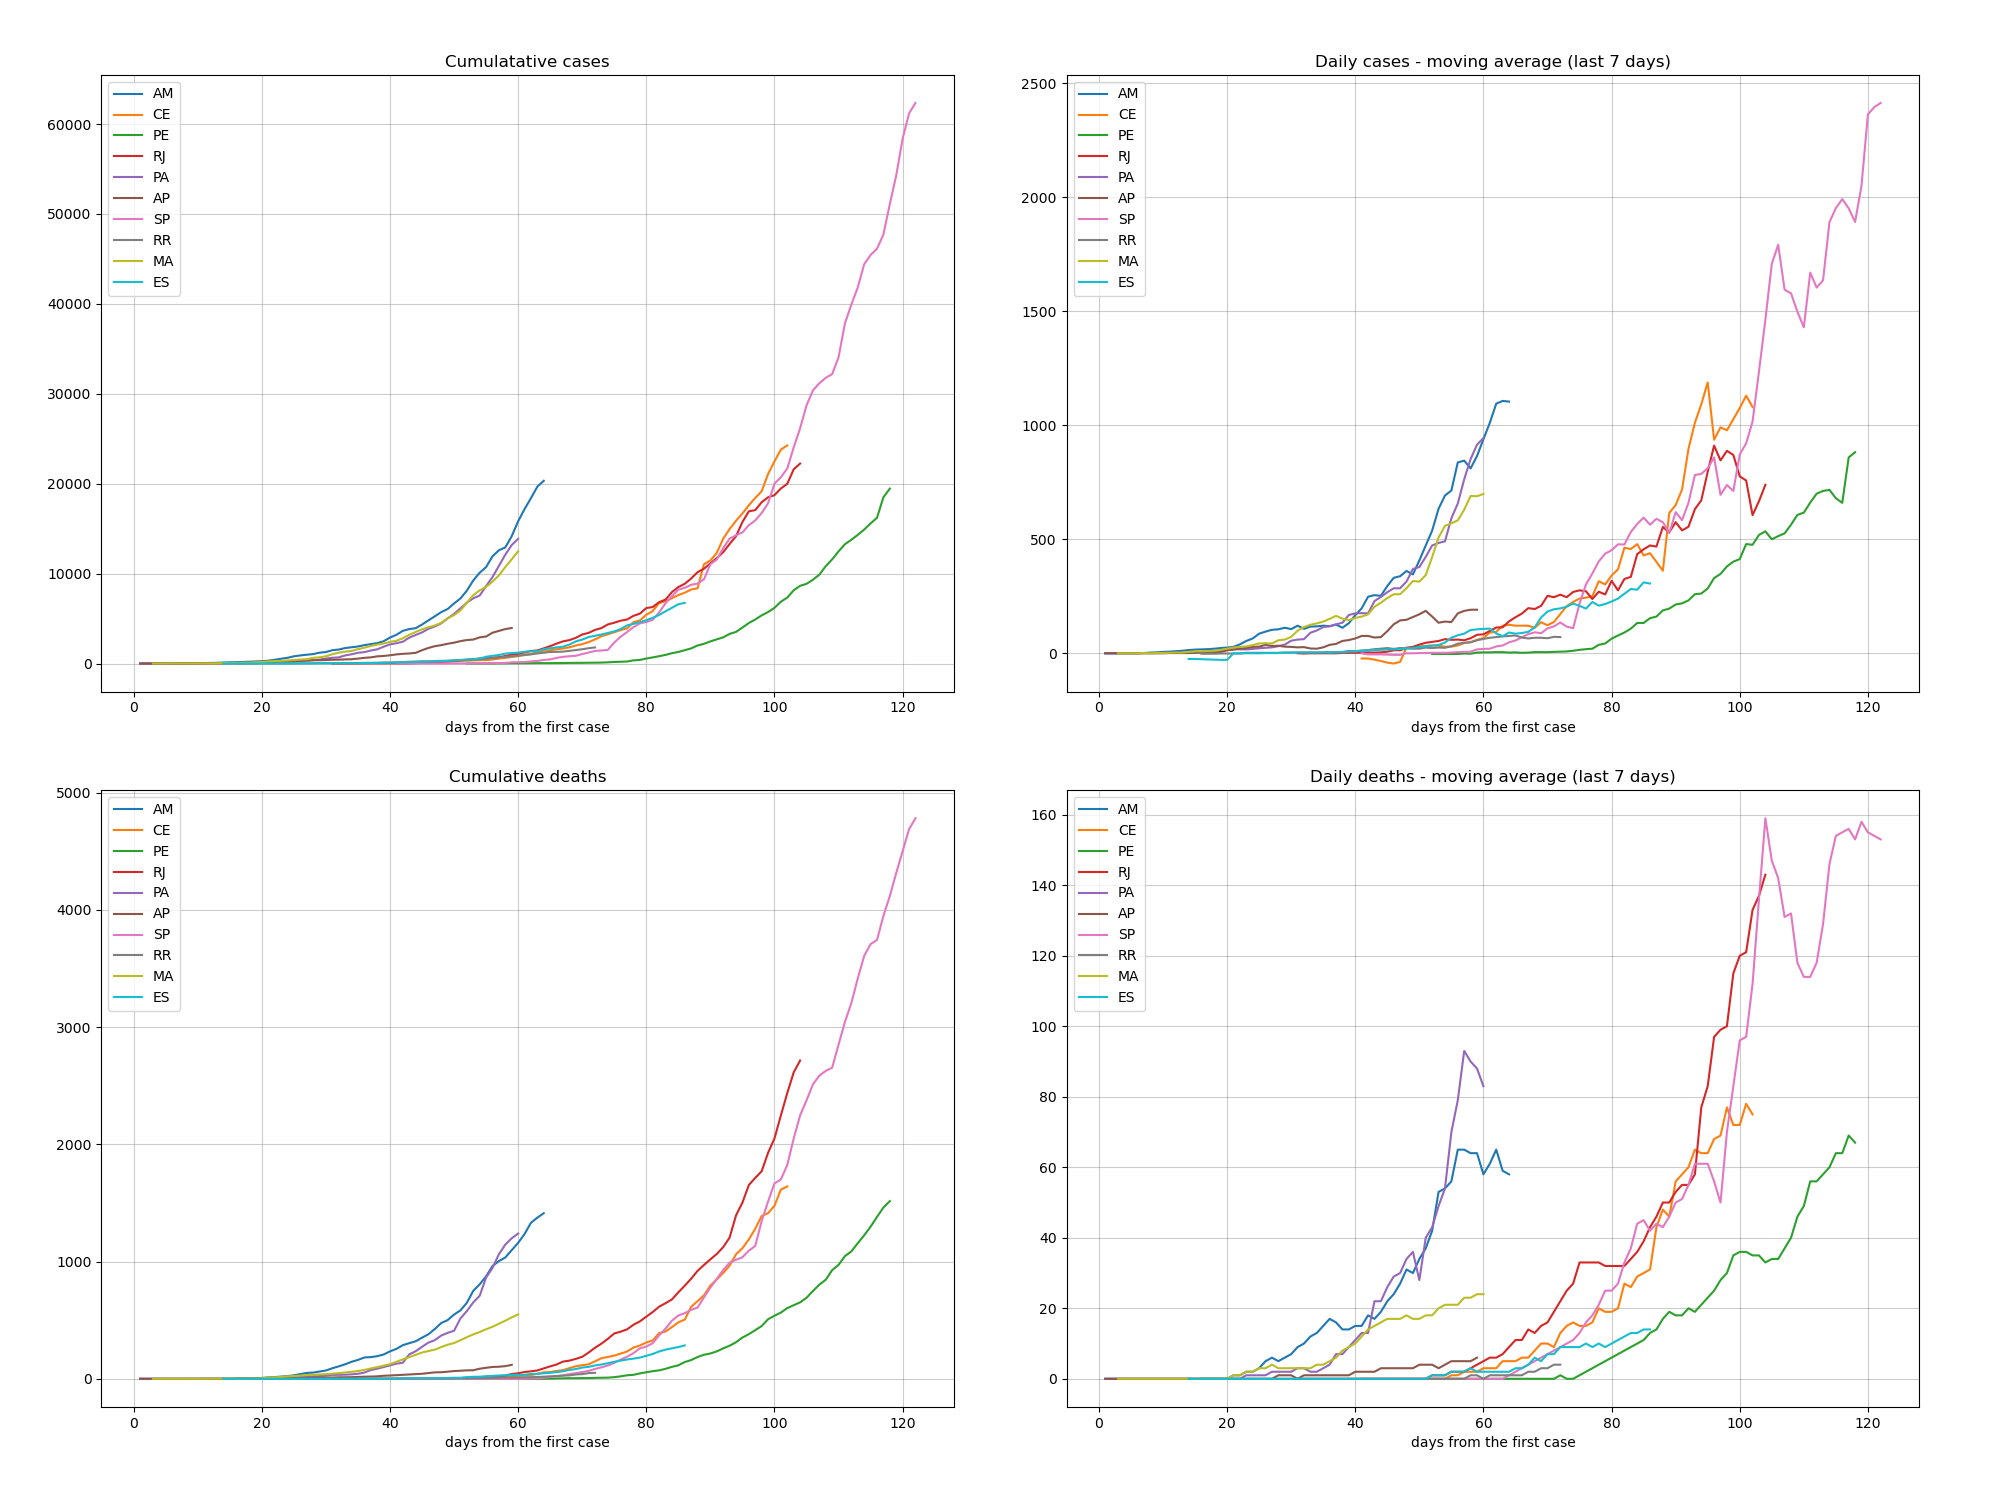 Cumulatative cases
60000
50000
40000
30000
20000
10000
0
AM
CE
PE
RJ
PA
AP
SP
RR
MA
ES
0 20 40 60 80 100 120
days from the first case
Daily cases - moving average (last 7 days)
2500
2000
1500
1000
500
0
AM
CE
PE
RJ
PA
AP
SP
RR
MA
ES
0 20 40 60 80 100 120
days from the first case
Cumulative deaths
5000
4000
3000
2000
1000
0
AM
CE
PE
RJ
PA
AP
SP
RR
MA
ES
0 20 40 60 80 100 120
days from the first case
Daily deaths - moving average (last 7 days)
160
140
120
100
80
60
40
20
0
AM
CE
PE
RJ
PA
AP
SP
RR
MA
ES
0 20 40 60 80 100 120
days from the first case